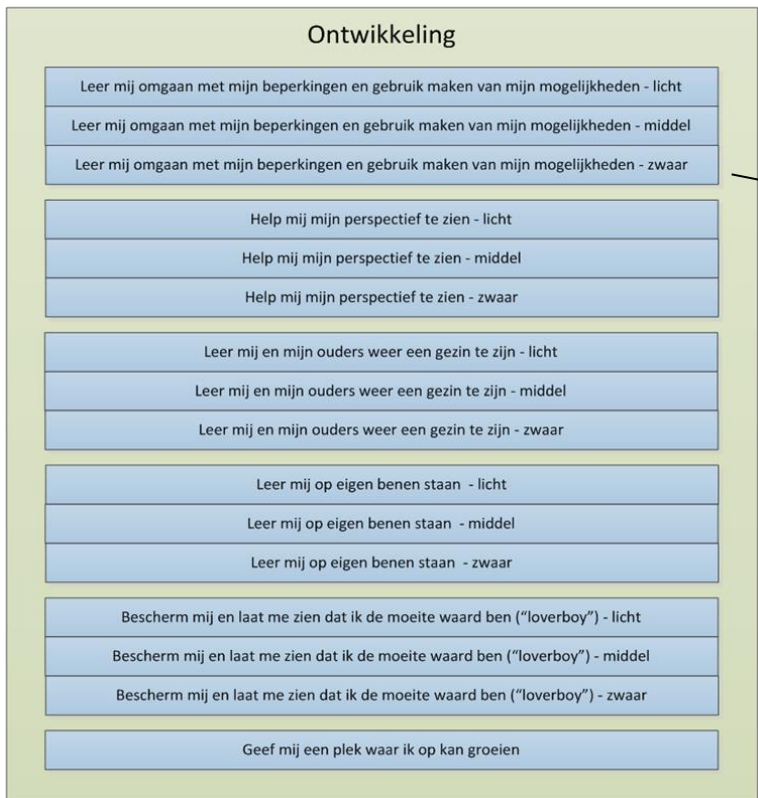 Ontwikkeling
Leer mij omgaan met mijn beperkingen en gebruik maken van mijn mogelijkheden - licht
Leer mij omgaan met mijn beperkingen en gebruik maken van mijn mogelijkheden - middel
Leer mij omgaan met mijn beperkingen en gebruik maken van mijn mogelijkheden - zwaar
Help mij mijn perspectief te zien - licht
Help mij mijn perspectief te zien - middel
Help mij mijn perspectief te zien - zwaar
Leer mij en mijn ouders weer een gezin te zijn - licht
Leer mij en mijn ouders weer een gezin te zijn - middel
Leer mij en mijn ouders weer een gezin te zijn - zwaar
Leer mij op eigen benen staan - licht
Leer mij op eigen benen staan - middel
Leer mij op eigen benen staan - zwaar
Bescherm mij en laat me zien dat ik de moeite waard ben (“loverboy”) - licht
Bescherm mij en laat me zien dat ik de moeite waard ben (“loverboy”) - middel
Bescherm mij en laat me zien dat ik de moeite waard ben (“loverboy”) - zwaar
Geef mij een plek waar ik op kan groeien